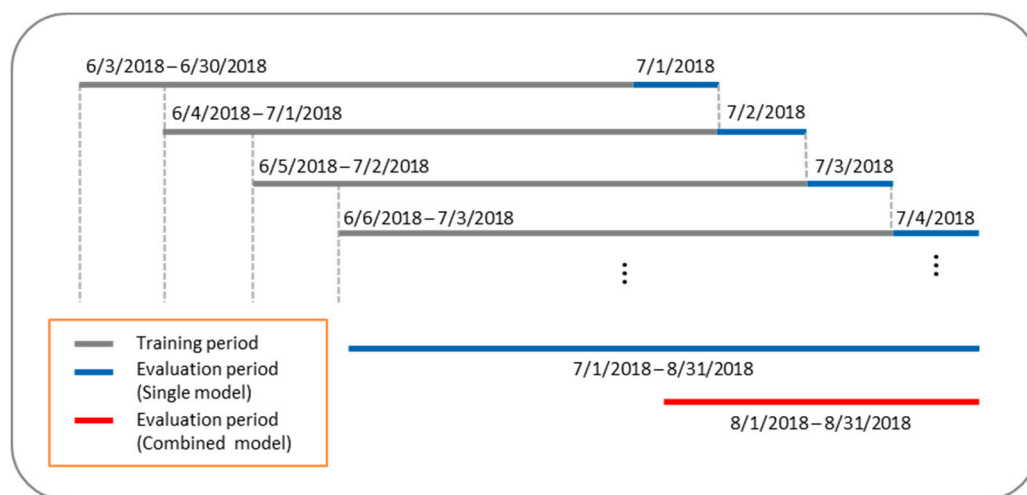 6/3/2018–6/30/2018
7/1/2018
6/4/2018–7/1/2018
7/2/2018
6/5/2018–7/2/2018
7/3/2018
6/6/2018–7/3/2018
7/4/2018
Training period
Evaluation period
(Single model)
Evaluation period
(Combined model)
7/1/2018–8/31/2018
8/1/2018–8/31/2018